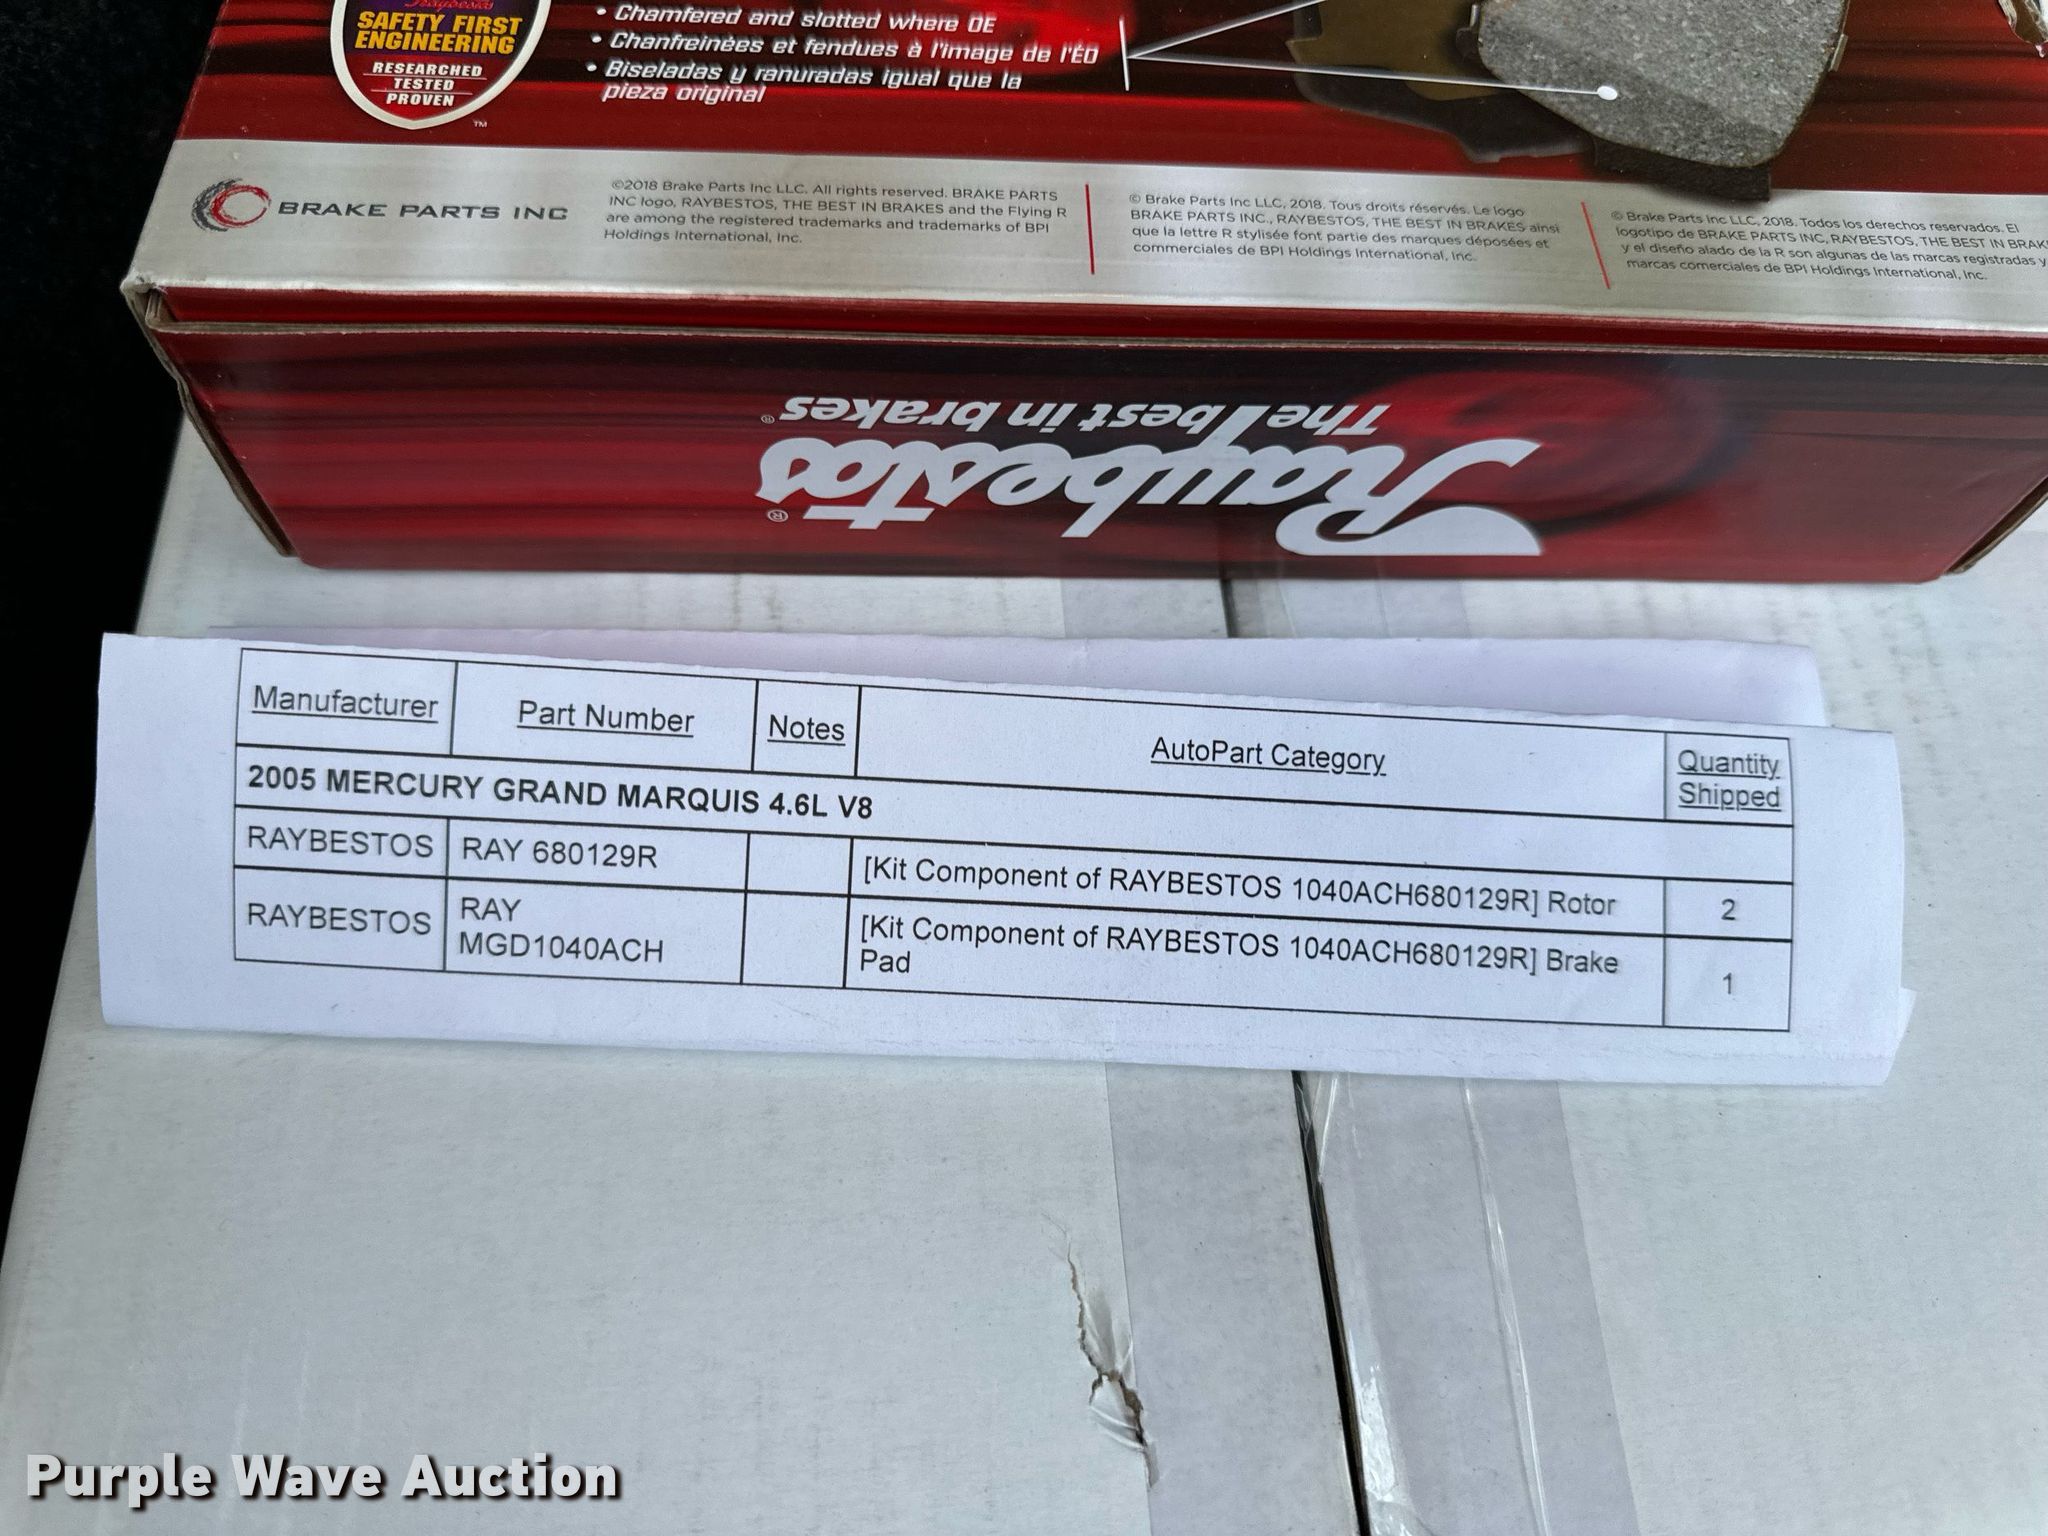 Raybestos
SAFETY FIRST
ENGINEERING
RESEARCHED
TESTED
PROVEN
™
• Chamfered and slotted where OE
• Chanfreinées et fendues à l'image de l'ÉO
• Biseladas y ranuradas igual que la
pieza original
BRAKE PARTS INC
©2018 Brake Parts Inc LLC. All rights reserved. BRAKE PARTS
INC logo, RAYBESTOS, THE BEST IN BRAKES and the Flying R
are among the registered trademarks and trademarks of BPI
Holdings International, Inc.
© Brake Parts Inc LLC, 2018. Tous droits réservés. Le logo
BRAKE PARTS INC., RAYBESTOS, THE BEST IN BRAKES ainsi
que la lettre R stylisée font partie des marques déposées et
commerciales de BPI Holdings International, Inc.
© Brake Parts Inc LLC, 2018. Todos los derechos reservados. El
logotipo de BRAKE PARTS INC, RAYBESTOS, THE BEST IN BRAK
y el diseño alado de la R son algunas de las marcas registradas y
marcas comerciales de BPI Holdings International, Inc.
Raybestos®
The best in brakes®
Manufacturer Part Number Notes AutoPart Category Quantity
Shipped
2005 MERCURY GRAND MARQUIS 4.6L V8
RAYBESTOS RAY 680129R [Kit Component of RAYBESTOS 1040ACH680129R] Rotor 2
RAYBESTOS RAY
MGD1040ACH [Kit Component of RAYBESTOS 1040ACH680129R] Brake
Pad 1
Purple Wave Auction